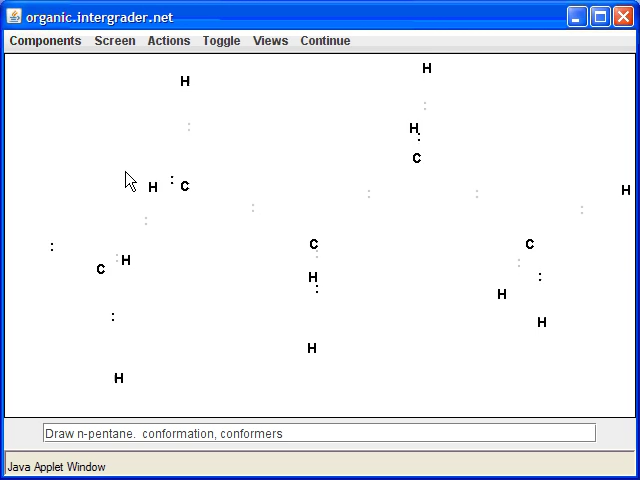 organic.intergrader.net
Components Screen Actions Toggle Views Continue
H H
: :
: H :
C
H : C : : H
: : :
: C H : C : C :
H : H
: H
H H
Draw n-pentane. conformation, conformers
Java Applet Window